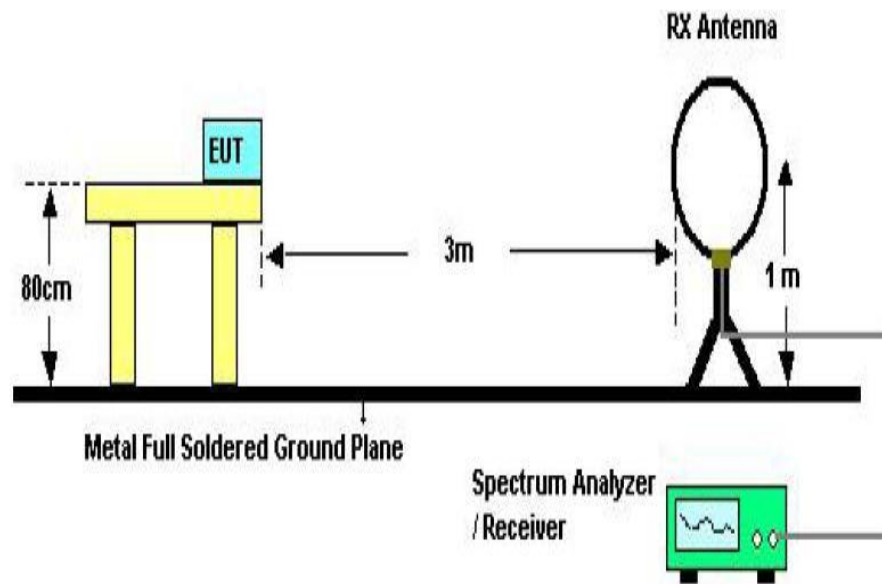 RX Antenna
EUT
3m
80cm
1 m
Metal Full Soldered Ground Plane
Spectrum Analyzer
/ Receiver